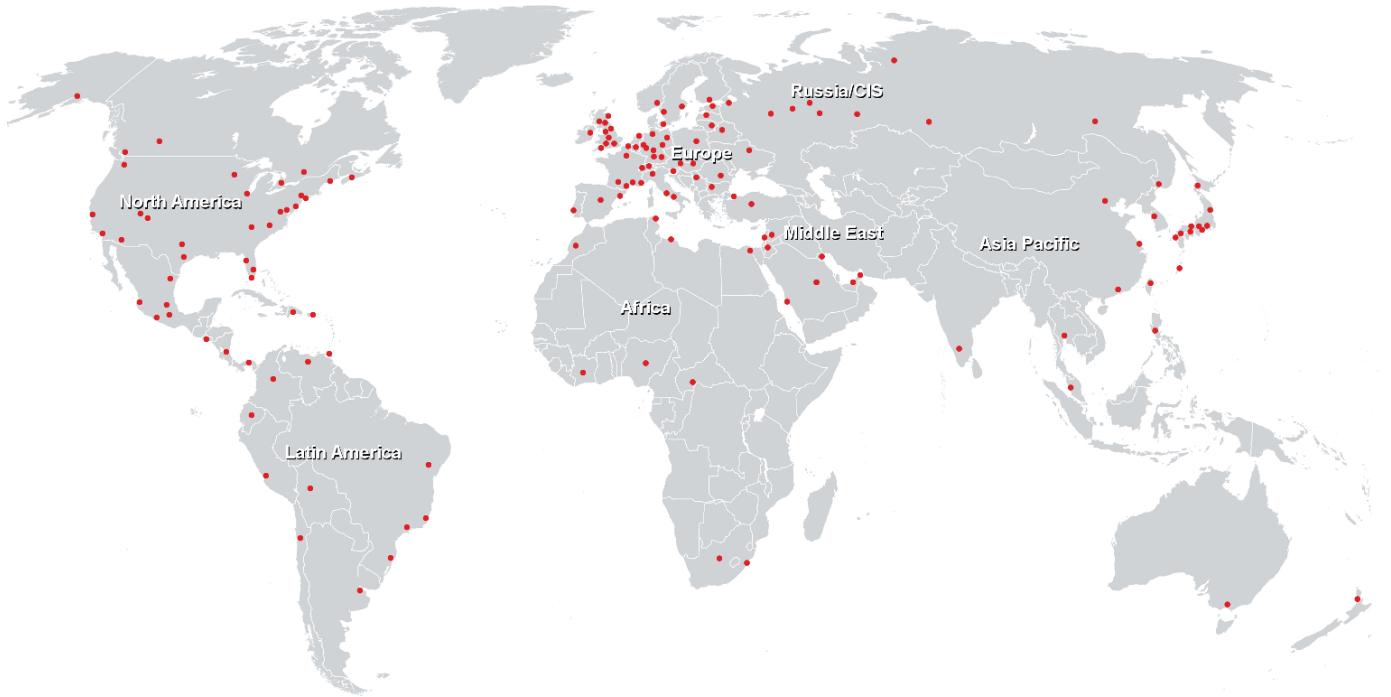 Russia/CIS
Europe
North America
Middle East
Asia Pacific
Africa
Latin America